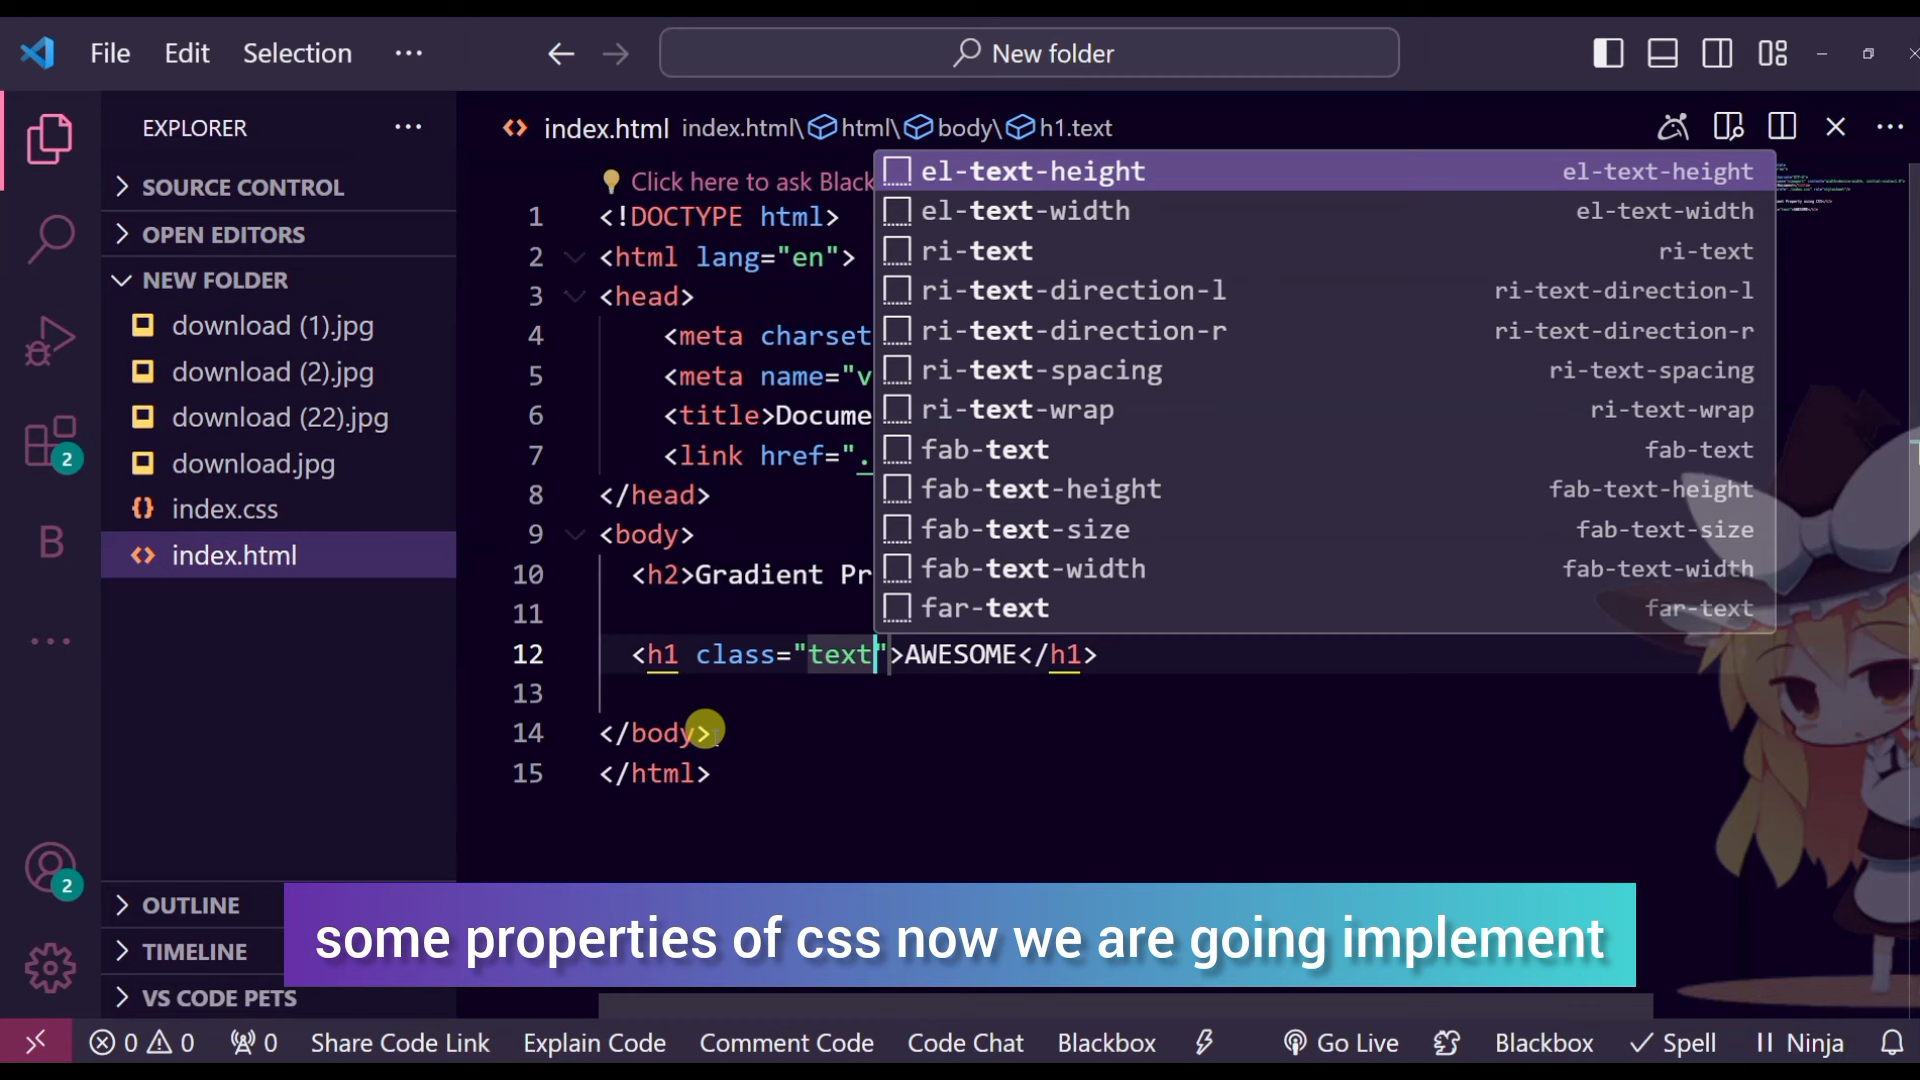 File Edit Selection ···
New folder
EXPLORER ···
SOURCE CONTROL
OPEN EDITORS
NEW FOLDER
download (1).jpg
download (2).jpg
download (22).jpg
download.jpg
index.css
index.html
OUTLINE
TIMELINE
VS CODE PETS
2
B
2
index.html index.html\html\body\h1.text
Click here to ask Black
1 <!DOCTYPE html>
2 <html lang="en">
3 <head>
4 <meta charset
5 <meta name="v
6 <title>Docume
7 <link href=".
8 </head>
9 <body>
10 <h2>Gradient Pr
11
12 <h1 class="text">AWESOME</h1>
13
14 </body>
15 </html>
el-text-height el-text-height
el-text-width el-text-width
ri-text ri-text
ri-text-direction-l ri-text-direction-l
ri-text-direction-r ri-text-direction-r
ri-text-spacing ri-text-spacing
ri-text-wrap ri-text-wrap
fab-text fab-text
fab-text-height fab-text-height
fab-text-size fab-text-size
fab-text-width fab-text-width
far-text far-text
some properties of css now we are going implement
0 0 0 Share Code Link Explain Code Comment Code Code Chat Blackbox Go Live Blackbox Spell Ninja